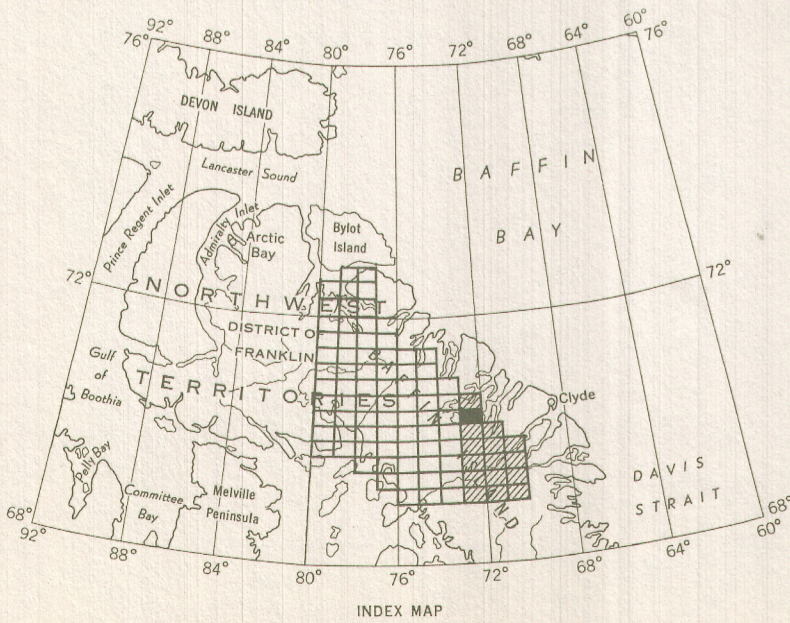 92° 88° 84° 80° 76° 72° 68° 64° 60°
76° 76°
DEVON ISLAND
Lancaster Sound
BAFFIN
BAY
Prince Regent Inlet
Admiralty Inlet
Arctic
Bay
Bylot
Island
72° 72°
NORTHWEST
DISTRICT OF
FRANKLIN
TERRITORIES
Gulf
of
Boothia
Clyde
Pelly Bay
Committee
Bay
Melville
Peninsula
DAVIS
STRAIT
68° 68°
92° 88° 84° 80° 76° 72° 68° 64° 60°
INDEX MAP